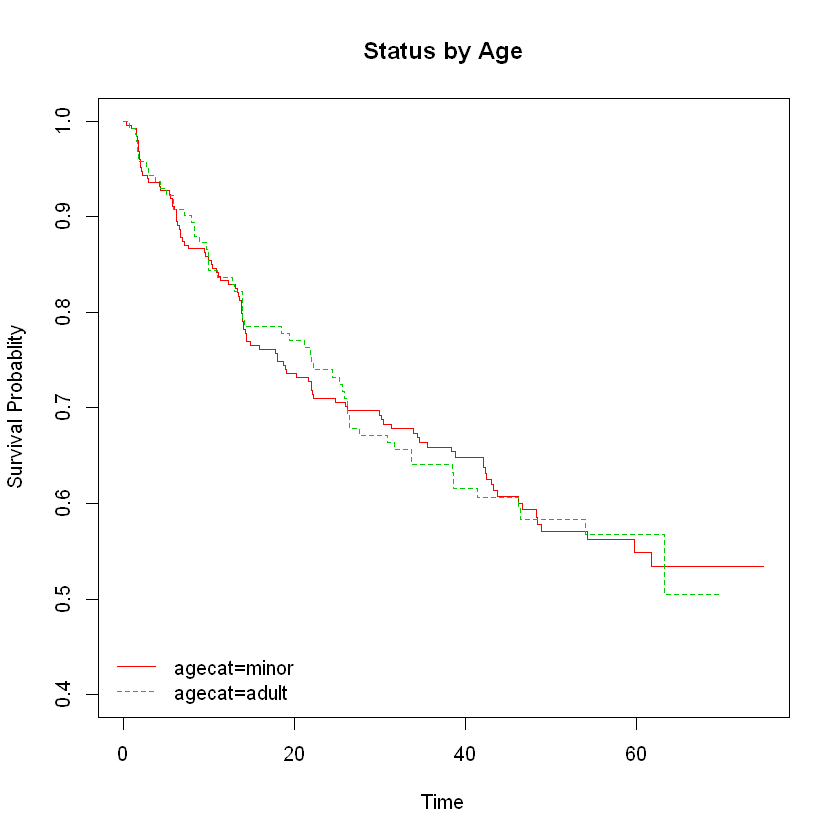 Status by Age
1.0
0.9
0.8
0.7
0.6
0.5
0.4
Survival Probablity
agecat=minor
agecat=adult
0 20 40 60
Time